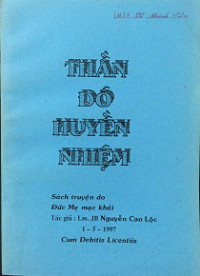 THẦN
ĐÔ
HUYỀN
NHIỆM
Sách truyện do
Đức Mẹ mạc khải
Tác giả : Lm. JB Nguyễn Cao Lộc
1 - 5 - 1997
Cum Debitis Licentiis